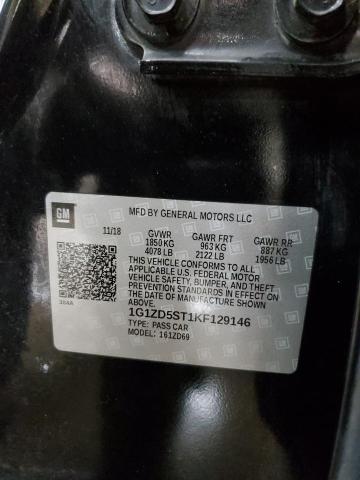 GM
MFD BY GENERAL MOTORS LLC
11/18 GVWR GAWR FRT GAWR RR
1850 KG 963 KG 887 KG
4078 LB 2122 LB 1956 LB
THIS VEHICLE CONFORMS TO ALL
APPLICABLE U.S. FEDERAL MOTOR
VEHICLE SAFETY, BUMPER, AND THEFT
PREVENTION STANDARDS IN EFFECT ON
THE DATE OF MANUFACTURE SHOWN
ABOVE.
1G1ZD5ST1KF129146
TYPE: PASS CAR
MODEL: 161ZD69